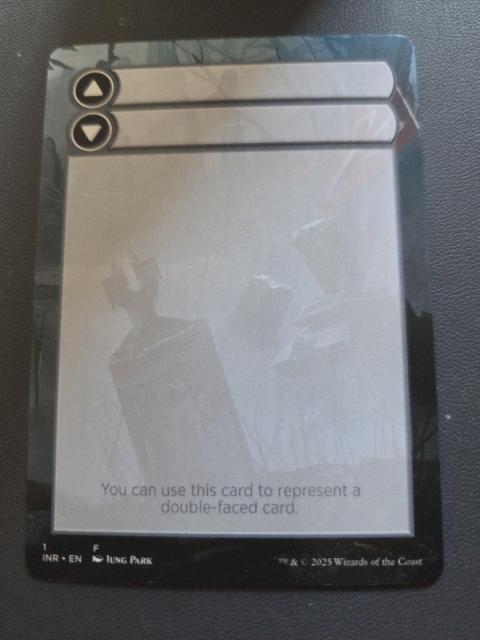 You can use this card to represent a
double-faced card.
1 F
INR • EN JUNG PARK
™ & © 2025 Wizards of the Coast